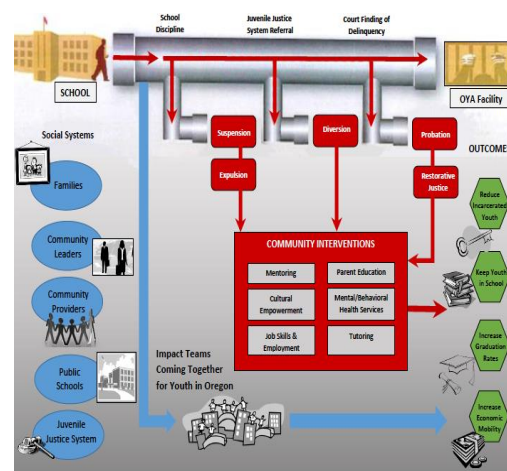 School
Discipline
Juvenile Justice
System Referral
Court Finding of
Delinquency
SCHOOL
OYA Facility
Social Systems
Suspension
Diversion
Probation
OUTCOME
Expulsion
Restorative
Justice
Families
Reduce
Incarcerated
Youth
Community
Leaders
COMMUNITY INTERVENTIONS
Mentoring
Parent Education
Keep Youth
in School
Community
Providers
Cultural
Empowerment
Mental/Behavioral
Health Services
Job Skills &
Employment
Tutoring
Increase
Graduation
Rates
Impact Teams
Coming Together
for Youth in Oregon
Public
Schools
Increase
Economic
Mobility
Juvenile
Justice System